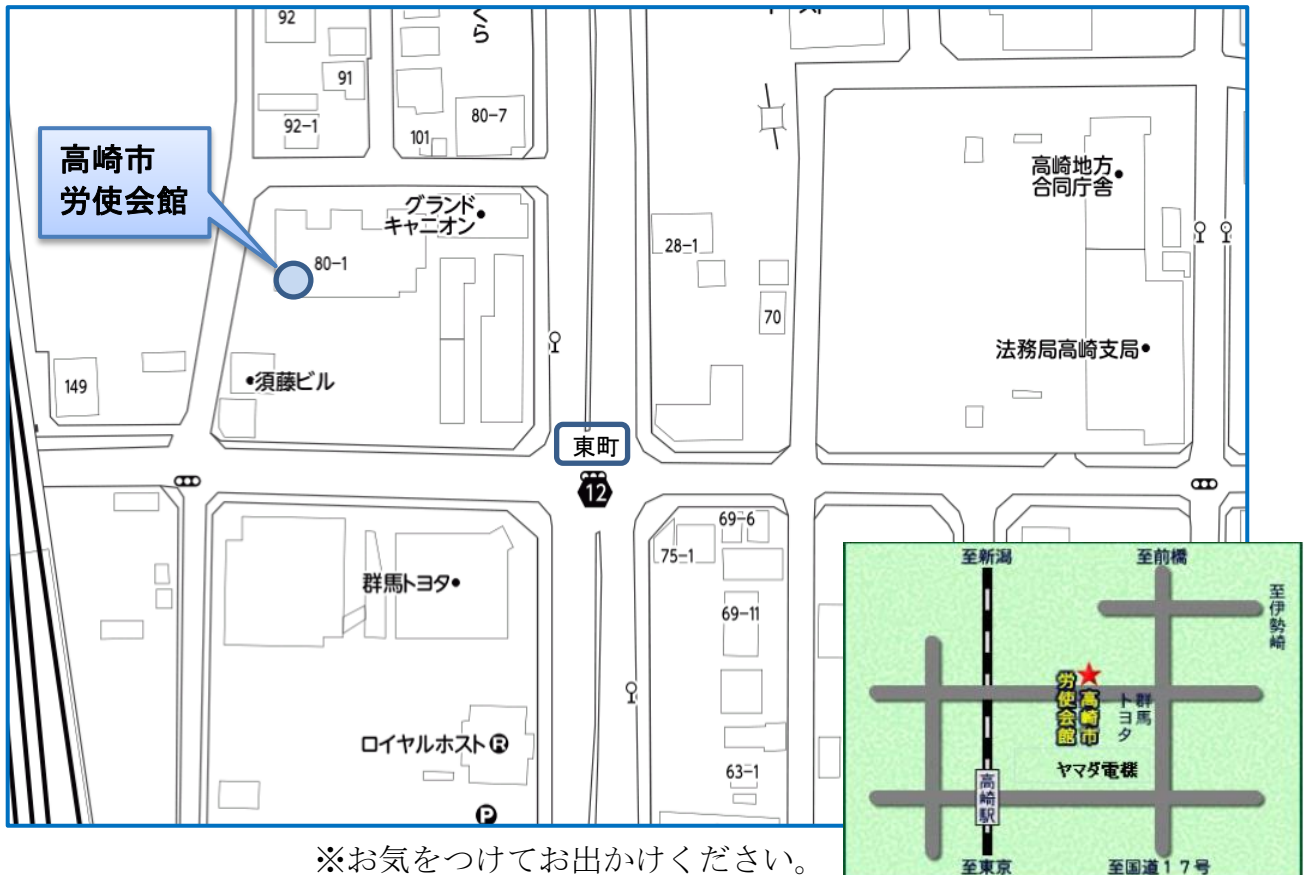 92
くら
91
92-1
101
80-7
高崎市
労使会館
グランド
キャニオン
80-1
28-1
70
高崎地方
合同庁舎
法務局高崎支局
149
須藤ビル
東町
12
69-6
75-1
群馬トヨタ
69-11
ロイヤルホスト R
63-1
P
至新潟
至前橋
至伊勢崎
高崎市
労使会館
群馬
トヨタ
ヤマダ電機
高崎駅
至東京
至国道17号
※お気をつけてお出かけください。